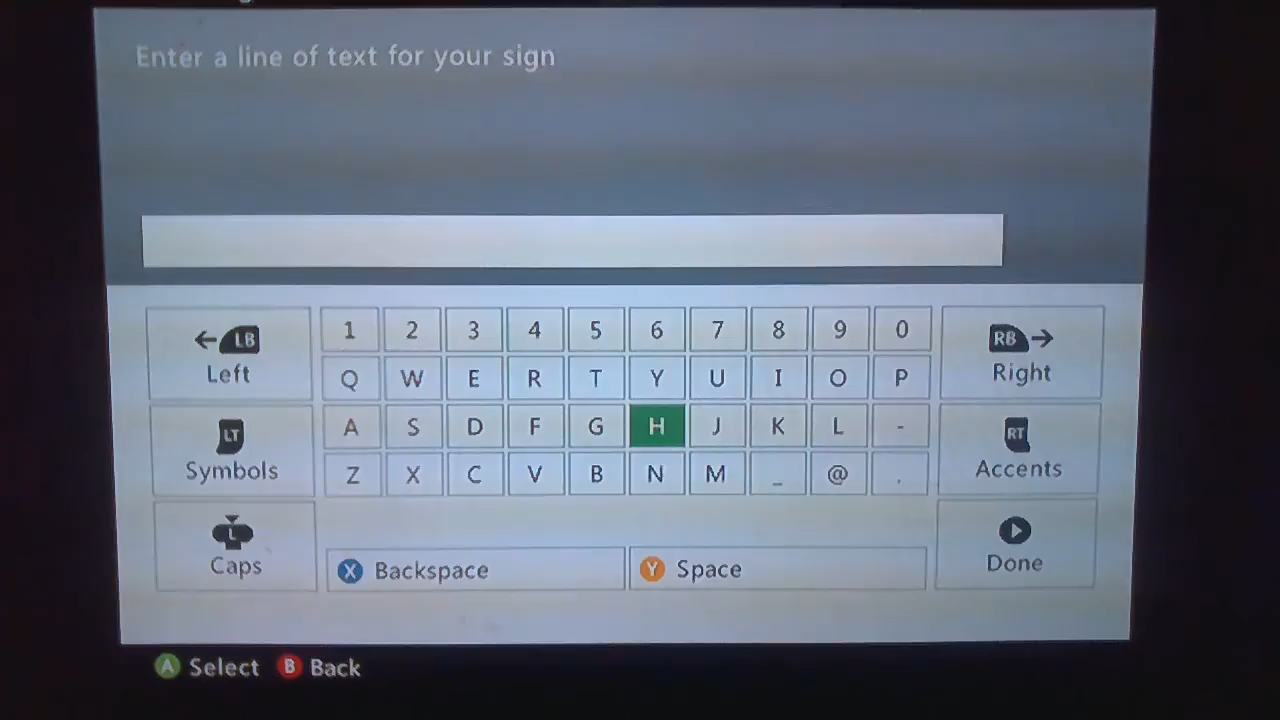 Enter a line of text for your sign
LB
Left
1 2 3 4 5 6 7 8 9 0
RB
Right
Q W E R T Y U I O P
LT
Symbols
A S D F G H J K L -
RT
Accents
Z X C V B N M _ @ .
L
Caps
X Backspace
Y Space
Done
A Select B Back